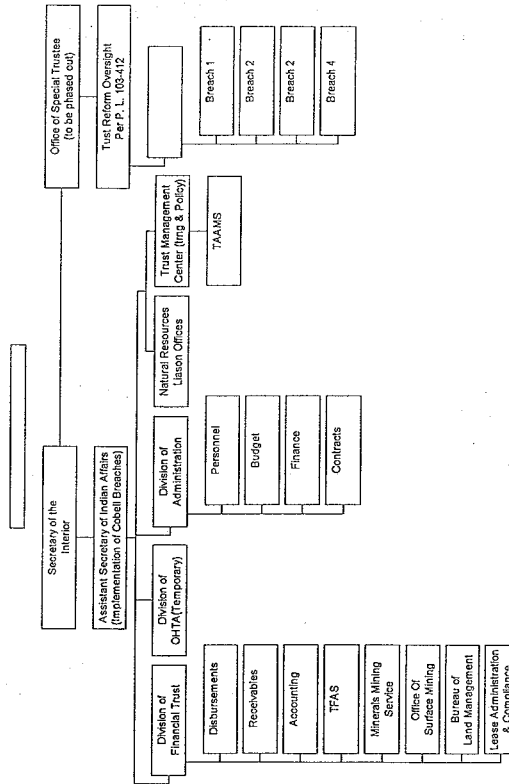 Secretary of the
Interior
Office of Special Trustee
(to be phased out)
Assistant Secretary of Indian Affairs
(Implementation of Cobell Breaches)
Tust Reform Oversight
Per P. L. 103-412
Division of
Financial Trust
Division of
OHTA(Temporary)
Division of
Administration
Natural Resources
Liason Offices
Trust Management
Center (trng & Policy)
Disbursements
Receivables
Accounting
TFAS
Minerals Mining
Service
Office Of
Surface Mining
Bureau of
Land Management
Lease Administration
& Compliance
Personnel
Budget
Finance
Contracts
TAAMS
Breach 1
Breach 2
Breach 2
Breach 4